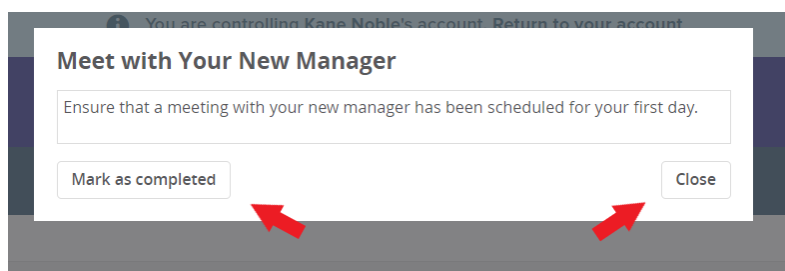 You are controlling Kane Noble's account. Return to your account
Meet with Your New Manager
Ensure that a meeting with your new manager has been scheduled for your first day.
Mark as completed
Close